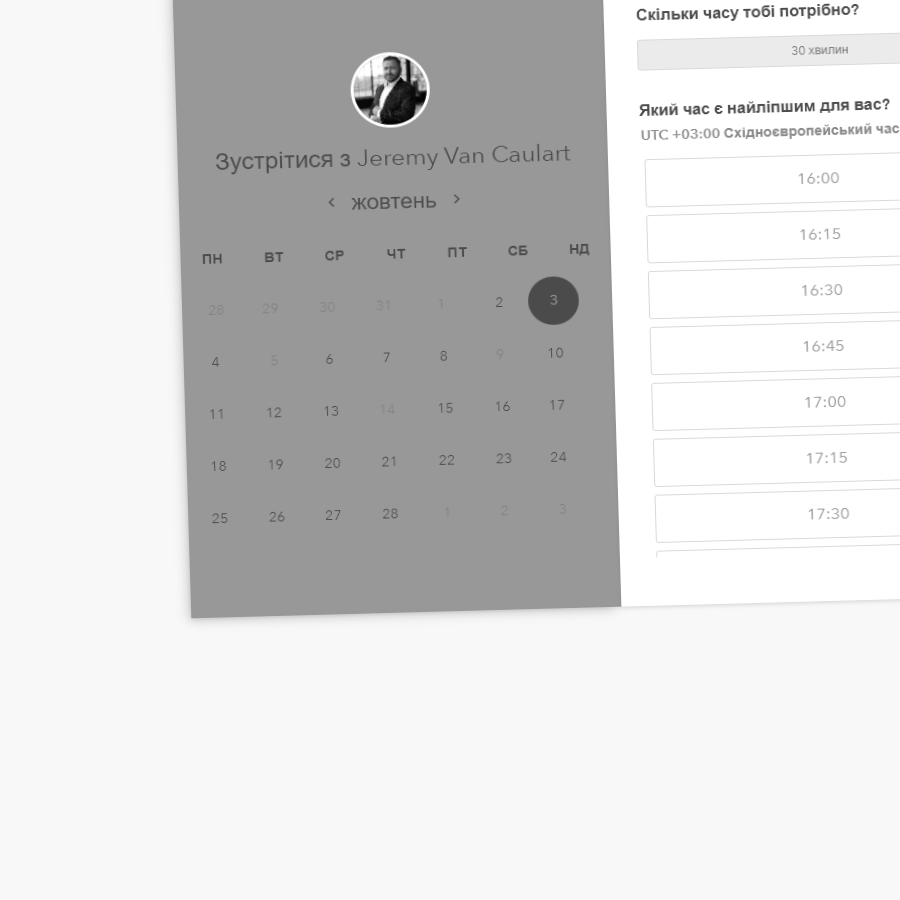 Зустрітися з Jeremy Van Caulart
‹ жовтень ›
ПН ВТ СР ЧТ ПТ СБ НД
28 29 30 31 1 2 3
4 5 6 7 8 9 10
11 12 13 14 15 16 17
18 19 20 21 22 23 24
25 26 27 28 1 2 3
Скільки часу тобі потрібно?
30 хвилин
Який час є найліпшим для вас?
UTC +03:00 Східноєвропейський час
16:00
16:15
16:30
16:45
17:00
17:15
17:30